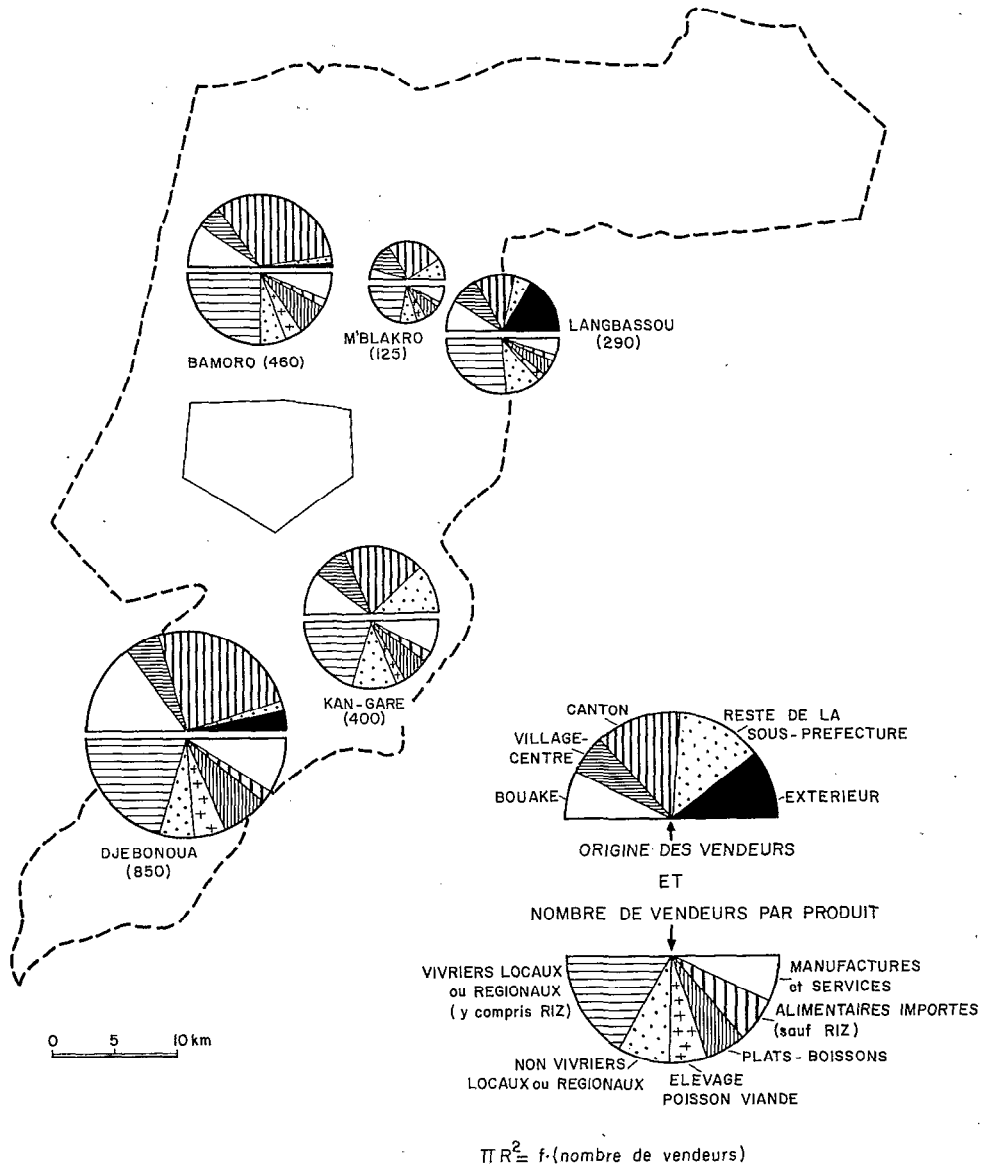 BAMORO (460)
M'BLAKRO
(125)
LANGBASSOU
(290)
KAN-GARE
(400)
DJEBONOUA
(850)
CANTON
RESTE DE LA
SOUS-PREFECTURE
VILLAGE-
CENTRE
BOUAKE
EXTERIEUR
ORIGINE DES VENDEURS
ET
NOMBRE DE VENDEURS PAR PRODUIT
VIVRIERS LOCAUX
ou REGIONAUX
(y compris RIZ)
MANUFACTURES
et SERVICES
ALIMENTAIRES IMPORTES
(sauf RIZ)
PLATS-BOISSONS
NON VIVRIERS
LOCAUX ou REGIONAUX
ELEVAGE
POISSON VIANDE
0 5 10 km
π R²= f.(nombre de vendeurs)